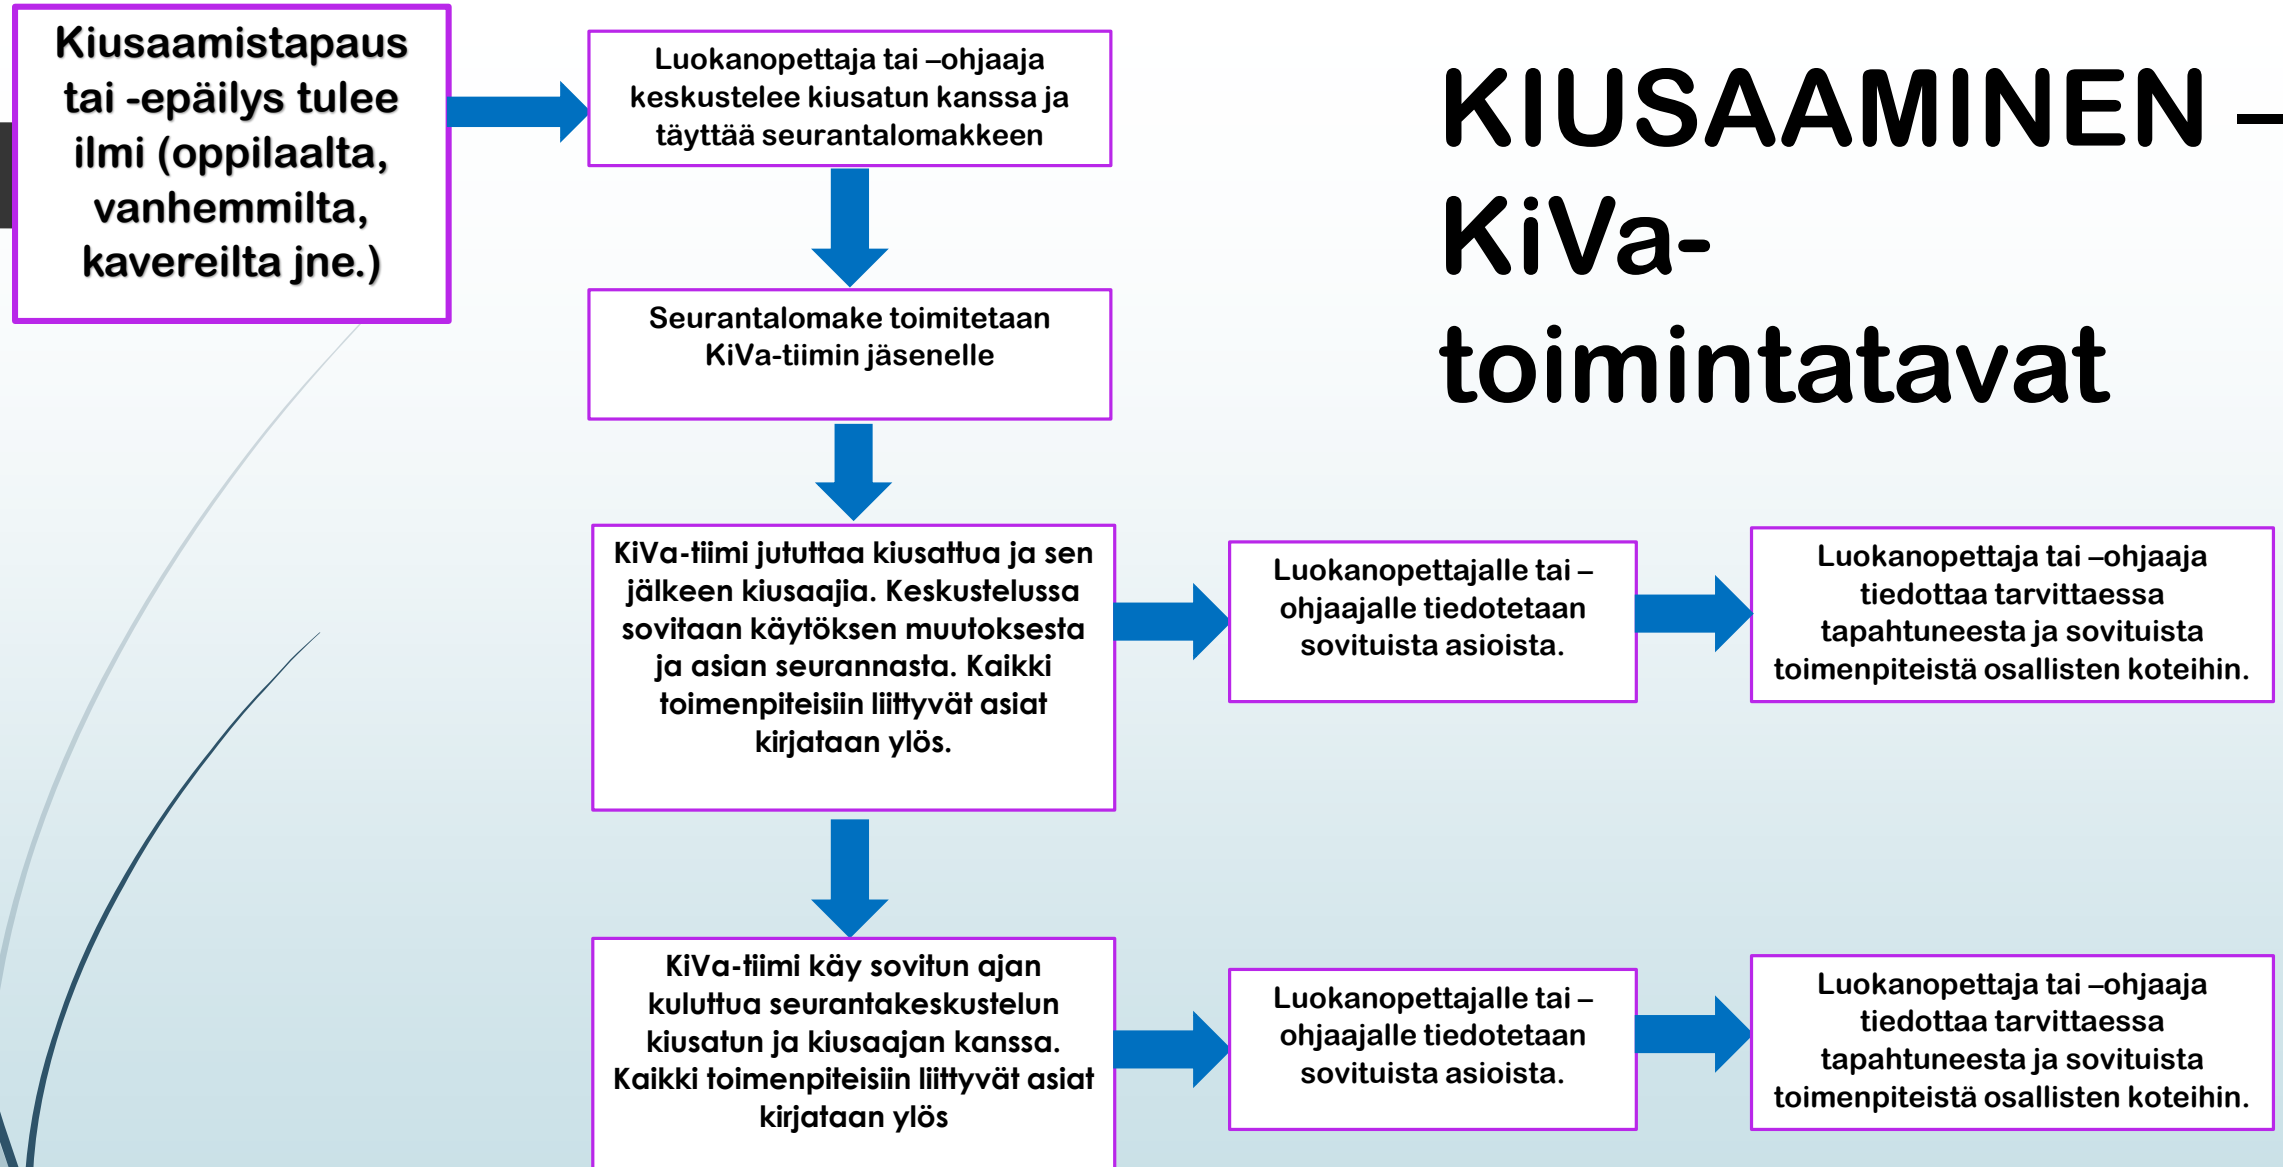 Kiusaamistapaus
tai -epäilys tulee
ilmi (oppilaalta,
vanhemmilta,
kavereilta jne.)
Luokanopettaja tai –ohjaaja
keskustelee kiusatun kanssa ja
täyttää seurantalomakkeen
KIUSAAMINEN –
KiVa-
toimintatavat
Seurantalomake toimitetaan
KiVa-tiimin jäsenelle
KiVa-tiimi jututtaa kiusattua ja sen
jälkeen kiusaajia. Keskustelussa
sovitaan käytöksen muutoksesta
ja asian seurannasta. Kaikki
toimenpiteisiin liittyvät asiat
kirjataan ylös.
Luokanopettajalle tai –
ohjaajalle tiedotetaan
sovituista asioista.
Luokanopettaja tai –ohjaaja
tiedottaa tarvittaessa
tapahtuneesta ja sovituista
toimenpiteistä osallisten koteihin.
KiVa-tiimi käy sovitun ajan
kuluttua seurantakeskustelun
kiusatun ja kiusaajan kanssa.
Kaikki toimenpiteisiin liittyvät asiat
kirjataan ylös
Luokanopettajalle tai –
ohjaajalle tiedotetaan
sovituista asioista.
Luokanopettaja tai –ohjaaja
tiedottaa tarvittaessa
tapahtuneesta ja sovituista
toimenpiteistä osallisten koteihin.